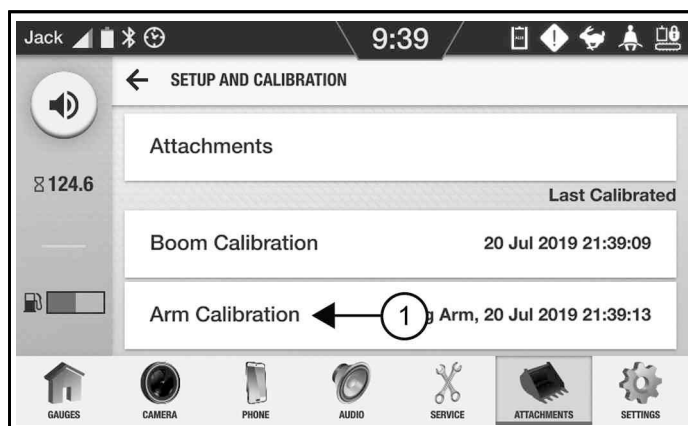 Jack 9:39
SETUP AND CALIBRATION
Attachments
124.6
Last Calibrated
Boom Calibration 20 Jul 2019 21:39:09
Arm Calibration 1 Arm, 20 Jul 2019 21:39:13
GAUGES CAMERA PHONE AUDIO SERVICE ATTACHMENTS SETTINGS